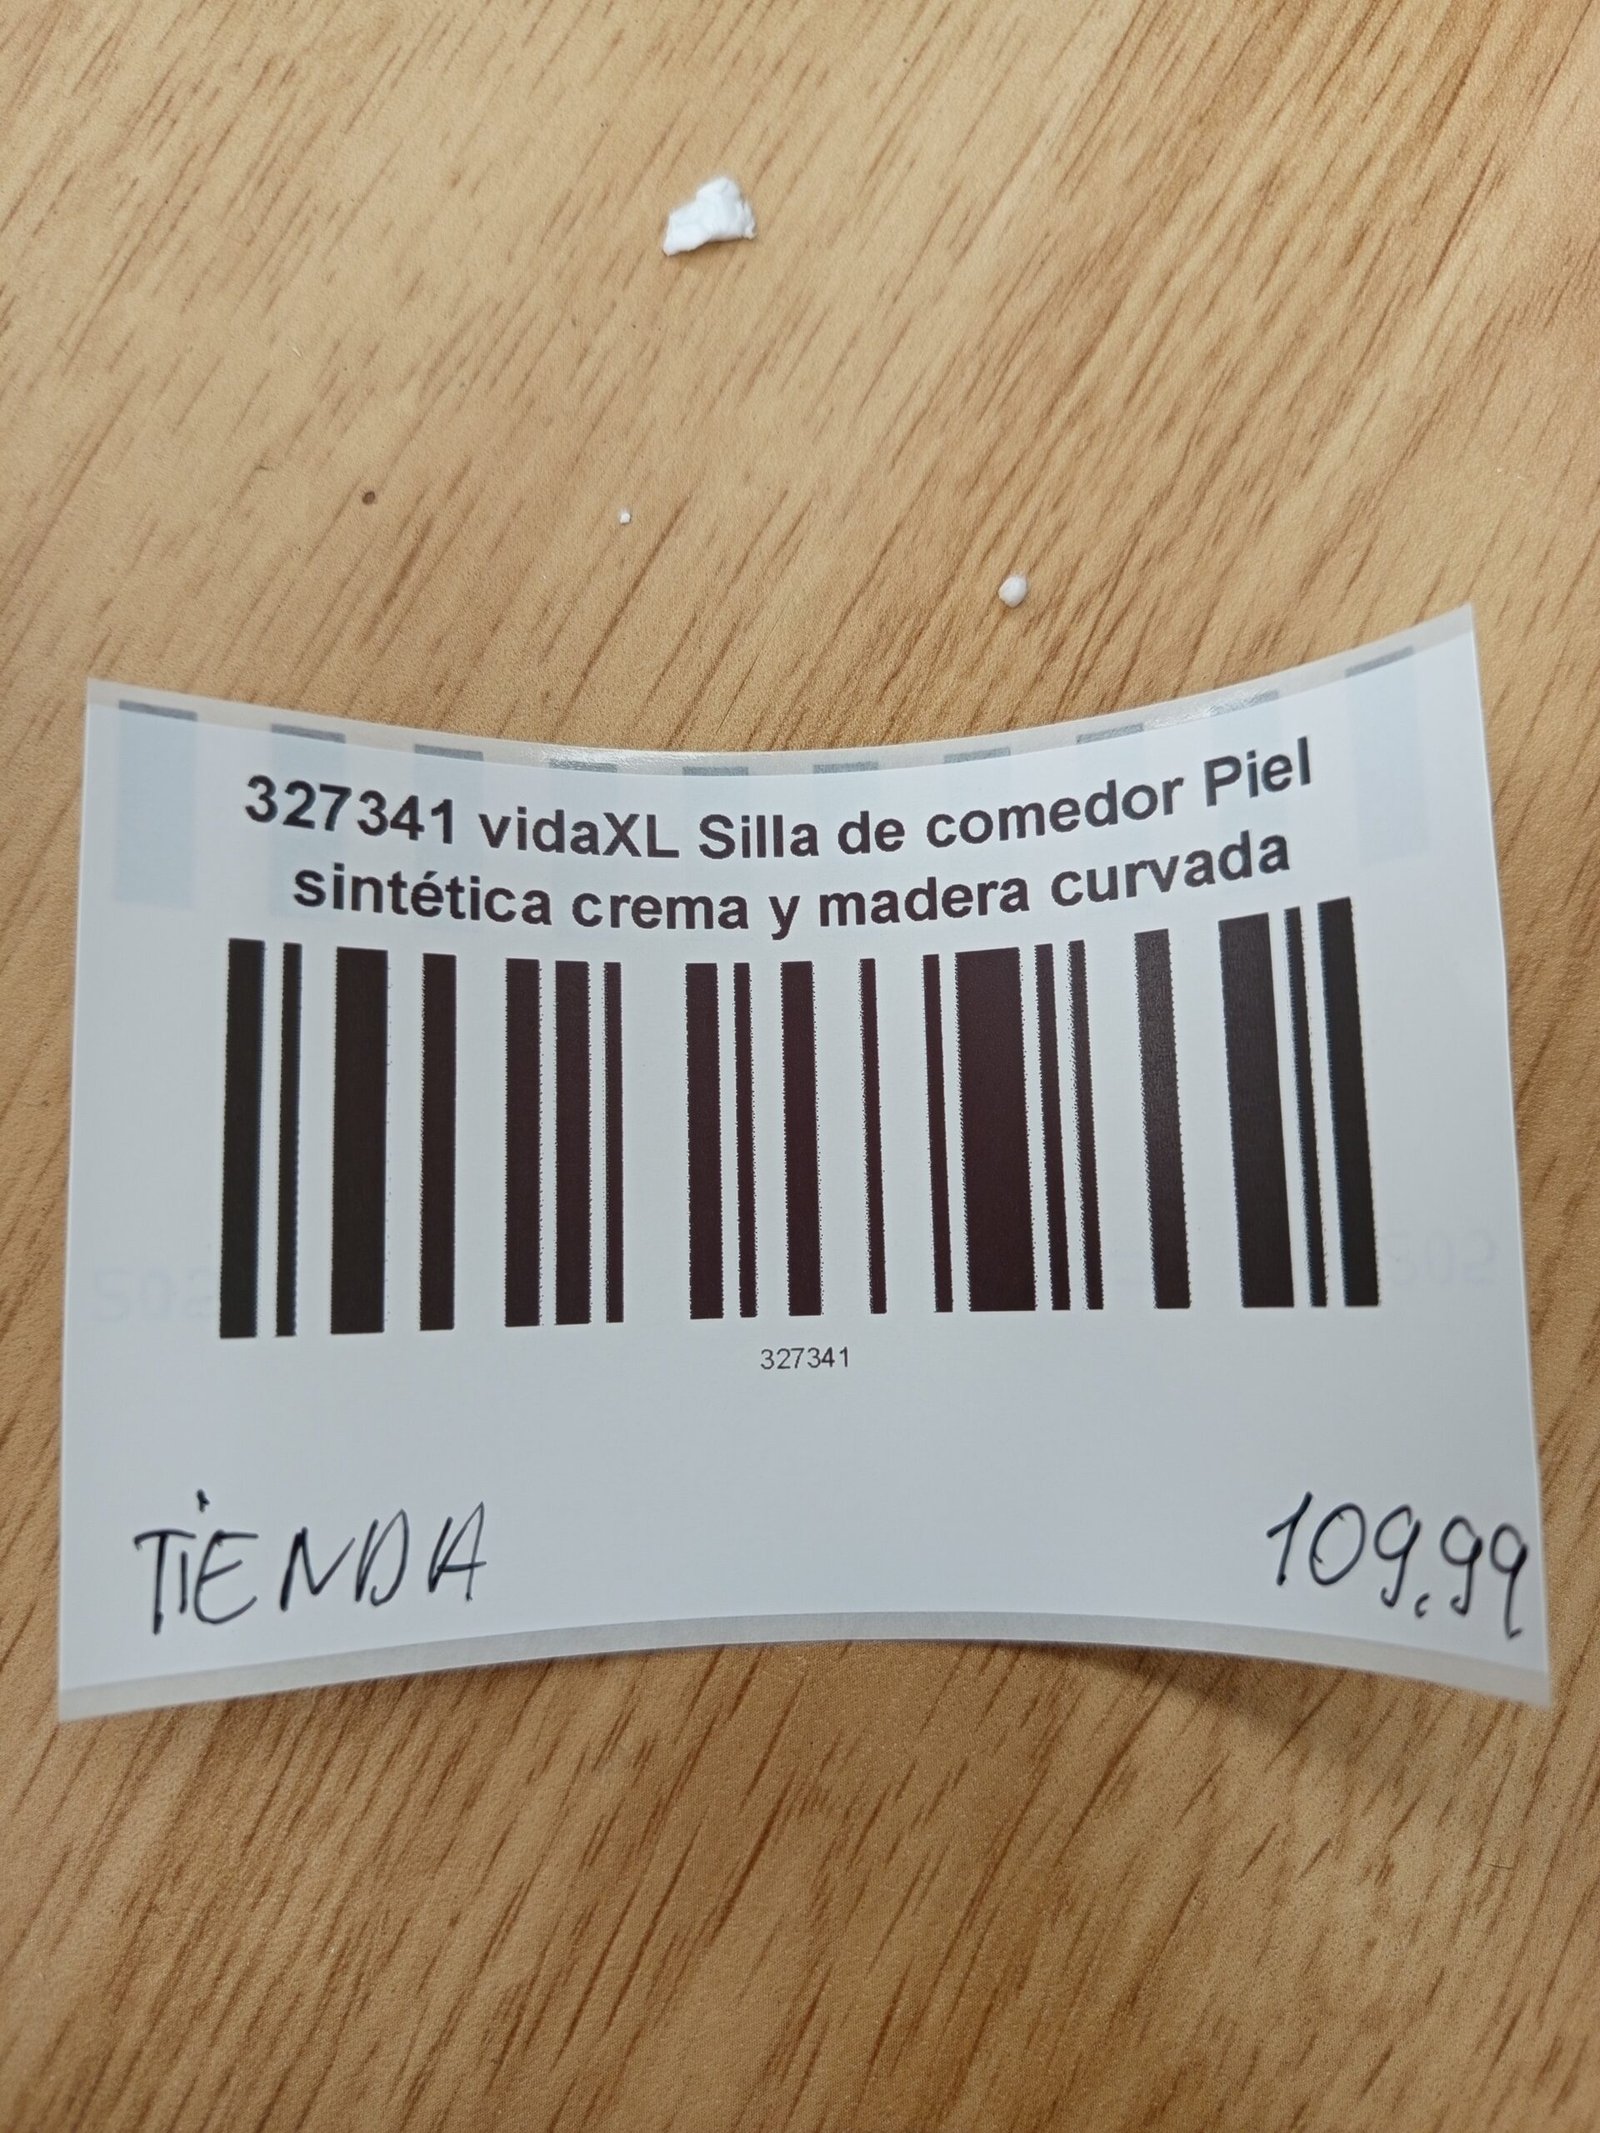 327341 vidaXL Silla de comedor Piel
sintética crema y madera curvada
327341
TiENDA
109.99